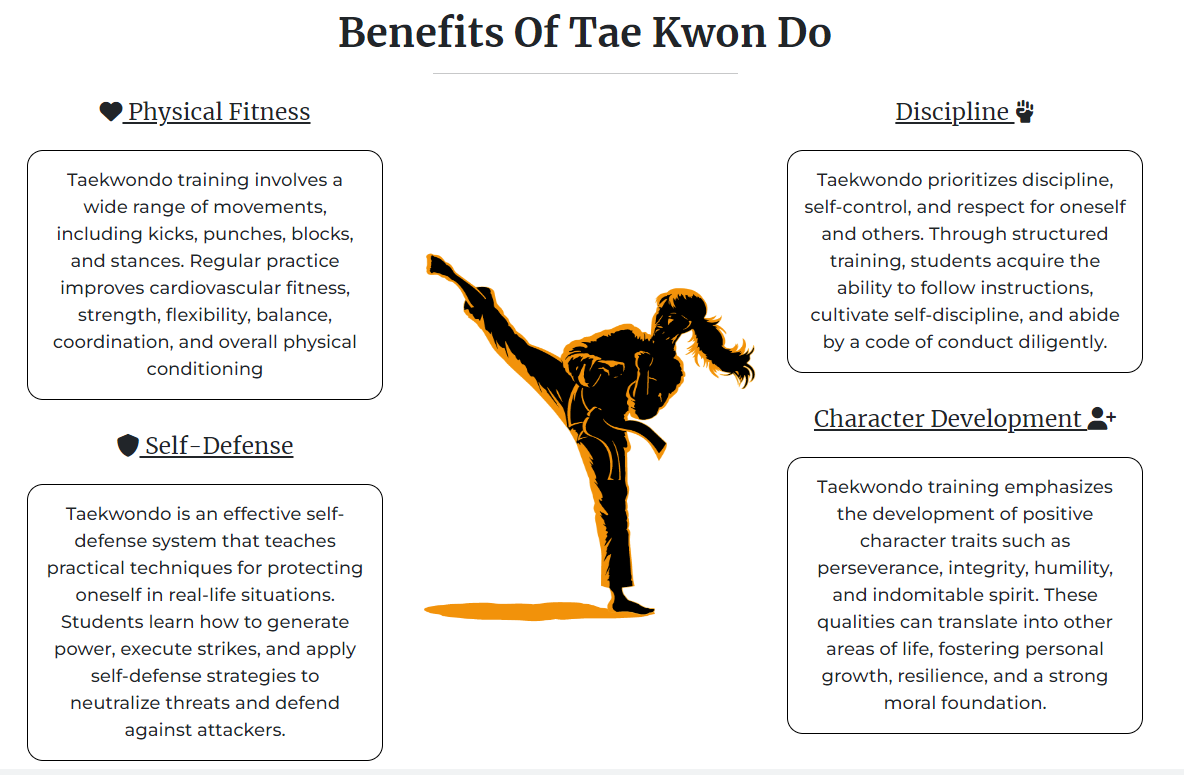 Benefits Of Tae Kwon Do
Physical Fitness
Taekwondo training involves a
wide range of movements,
including kicks, punches, blocks,
and stances. Regular practice
improves cardiovascular fitness,
strength, flexibility, balance,
coordination, and overall physical
conditioning
Self-Defense
Taekwondo is an effective self-
defense system that teaches
practical techniques for protecting
oneself in real-life situations.
Students learn how to generate
power, execute strikes, and apply
self-defense strategies to
neutralize threats and defend
against attackers.
Discipline
Taekwondo prioritizes discipline,
self-control, and respect for oneself
and others. Through structured
training, students acquire the
ability to follow instructions,
cultivate self-discipline, and abide
by a code of conduct diligently.
Character Development
Taekwondo training emphasizes
the development of positive
character traits such as
perseverance, integrity, humility,
and indomitable spirit. These
qualities can translate into other
areas of life, fostering personal
growth, resilience, and a strong
moral foundation.